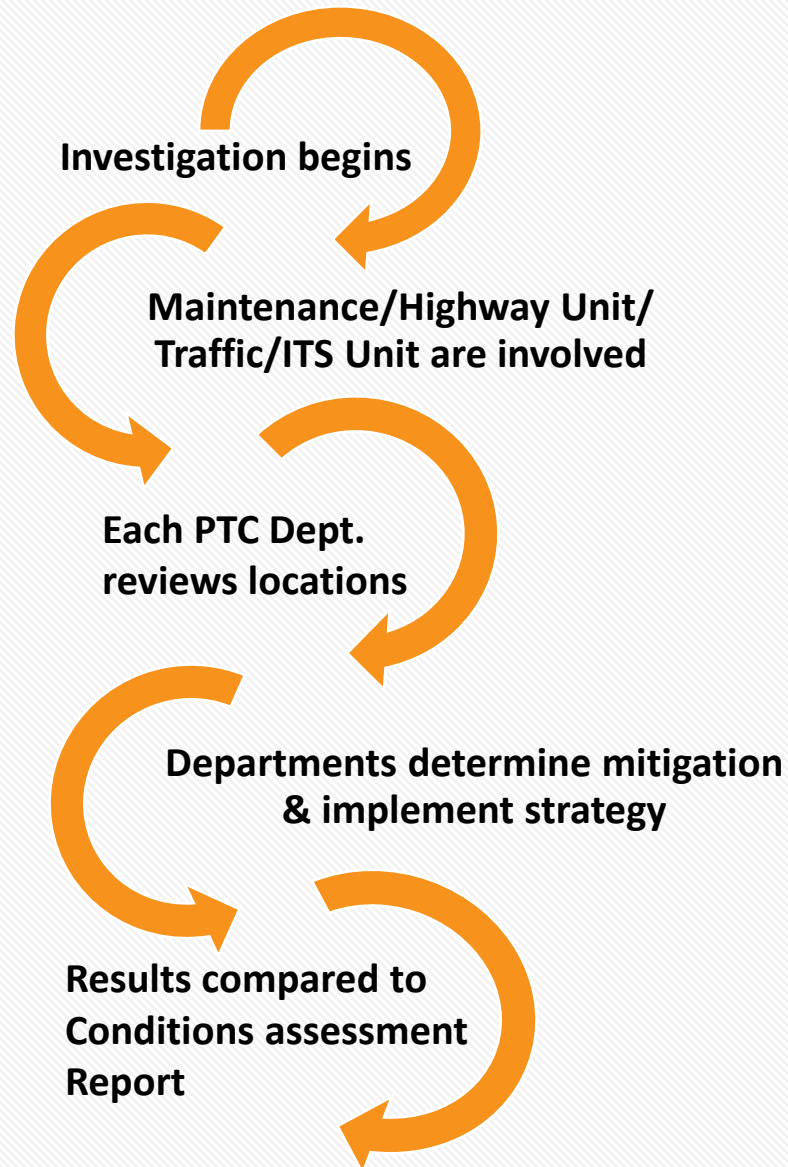 Investigation begins
Maintenance/Highway Unit/
Traffic/ITS Unit are involved
Each PTC Dept.
reviews locations
Departments determine mitigation
& implement strategy
Results compared to
Conditions assessment
Report